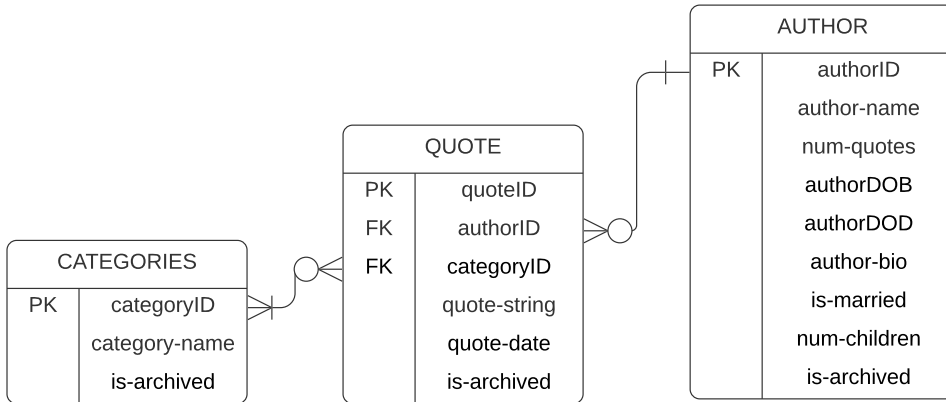 CATEGORIES
PK categoryID
category-name
is-archived
QUOTE
PK quoteID
FK authorID
FK categoryID
quote-string
quote-date
is-archived
AUTHOR
PK authorID
author-name
num-quotes
authorDOB
authorDOD
author-bio
is-married
num-children
is-archived